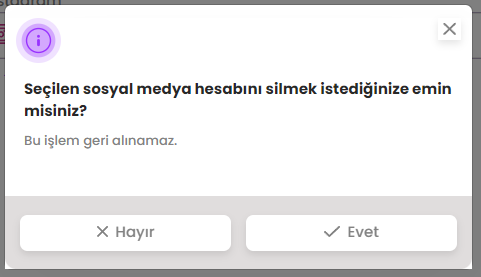 Seçilen sosyal medya hesabını silmek istediğinize emin
misiniz?
Bu işlem geri alınamaz.
Hayır
Evet